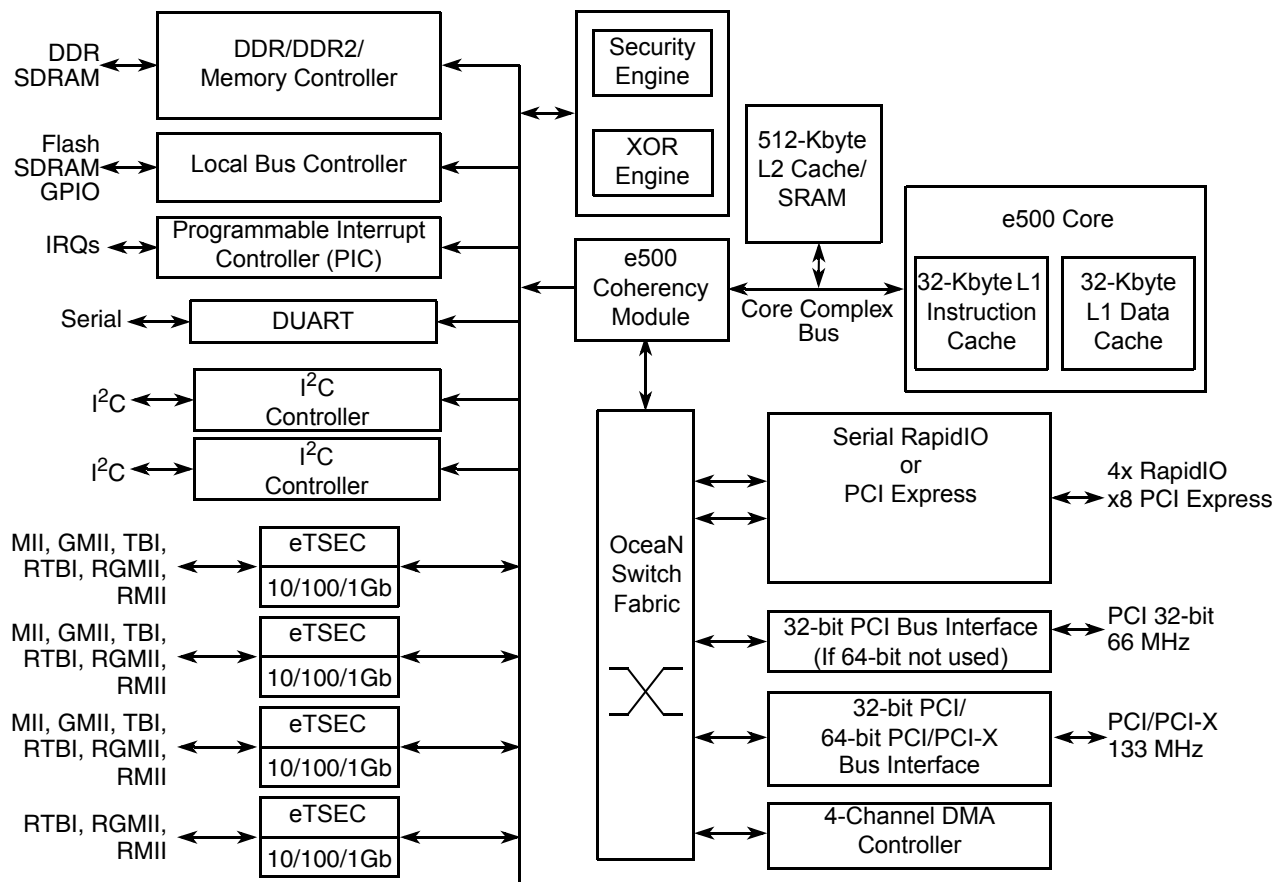 DDR
SDRAM
DDR/DDR2/
Memory Controller
Flash
SDRAM
GPIO
Local Bus Controller
IRQs
Programmable Interrupt
Controller (PIC)
Serial
DUART
I²C
I²C
Controller
I²C
I²C
Controller
MII, GMII, TBI,
RTBI, RGMII,
RMII
eTSEC
10/100/1Gb
MII, GMII, TBI,
RTBI, RGMII,
RMII
eTSEC
10/100/1Gb
MII, GMII, TBI,
RTBI, RGMII,
RMII
eTSEC
10/100/1Gb
RTBI, RGMII,
RMII
eTSEC
10/100/1Gb
Security
Engine
XOR
Engine
512-Kbyte
L2 Cache/
SRAM
e500
Coherency
Module
Core Complex
Bus
e500 Core
32-Kbyte L1
Instruction
Cache
32-Kbyte
L1 Data
Cache
OceaN
Switch
Fabric
Serial RapidIO
or
PCI Express
4x RapidIO
x8 PCI Express
32-bit PCI Bus Interface
(If 64-bit not used)
PCI 32-bit
66 MHz
32-bit PCI/
64-bit PCI/PCI-X
Bus Interface
PCI/PCI-X
133 MHz
4-Channel DMA
Controller